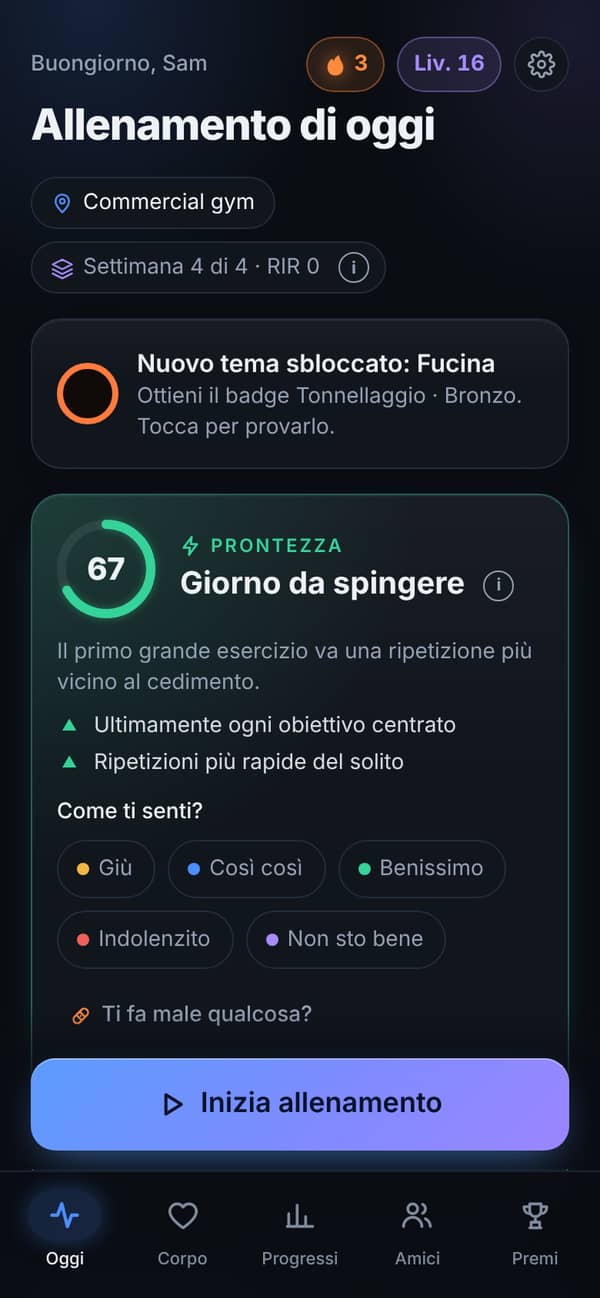 Buongiorno, Sam
3
Liv. 16
Allenamento di oggi
Commercial gym
Settimana 4 di 4 · RIR 0
i
Nuovo tema sbloccato: Fucina
Ottieni il badge Tonnellaggio · Bronzo.
Tocca per provarlo.
67
PRONTEZZA
Giorno da spingere
i
Il primo grande esercizio va una ripetizione più
vicino al cedimento.
Ultimamente ogni obiettivo centrato
Ripetizioni più rapide del solito
Come ti senti?
Giù
Così così
Benissimo
Indolenzito
Non sto bene
Ti fa male qualcosa?
Inizia allenamento
Oggi
Corpo
Progressi
Amici
Premi